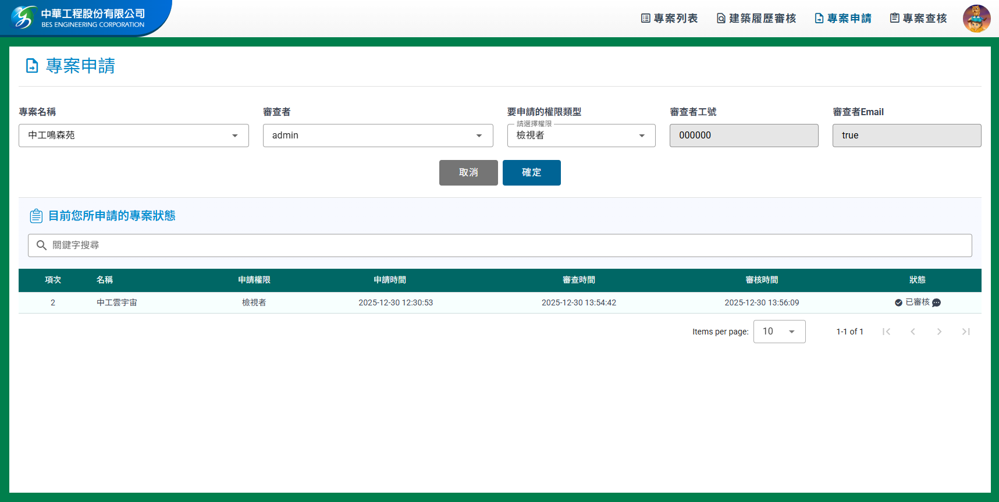 中華工程股份有限公司
BES ENGINEERING CORPORATION
專案列表
建築履歷審核
專案申請
專案查核
專案申請
專案名稱
審查者
要申請的權限類型
審查者工號
審查者Email
請選擇權限
中工鳴森苑
admin
檢視者
000000
true
取消
確定
目前您所申請的專案狀態
關鍵字搜尋
項次 名稱 申請權限 申請時間 審查時間 審核時間 狀態
2 中工雲宇宙 檢視者 2025-12-30 12:30:53 2025-12-30 13:54:42 2025-12-30 13:56:09 已審核
Items per page: 10 1-1 of 1